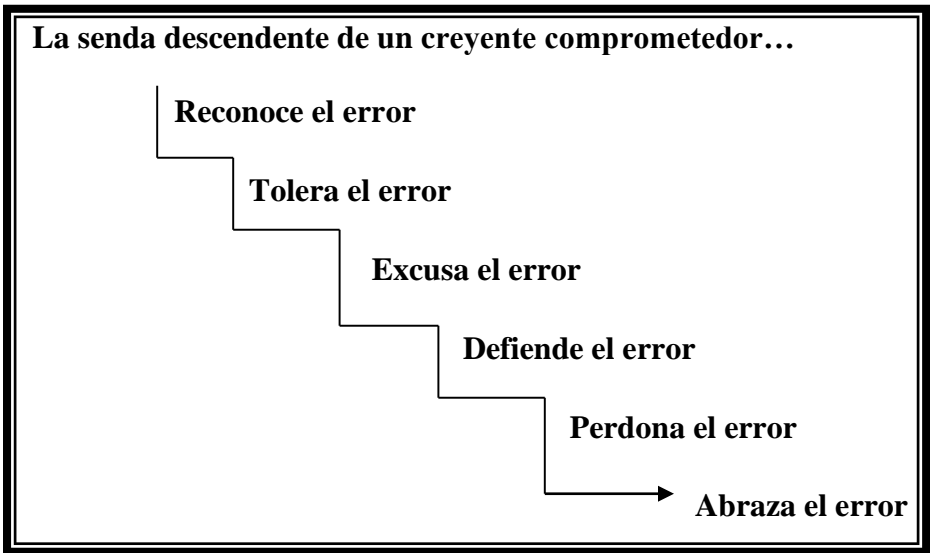 La senda descendente de un creyente comprometedor…
Reconoce el error
Tolera el error
Excusa el error
Defiende el error
Perdona el error
Abraza el error